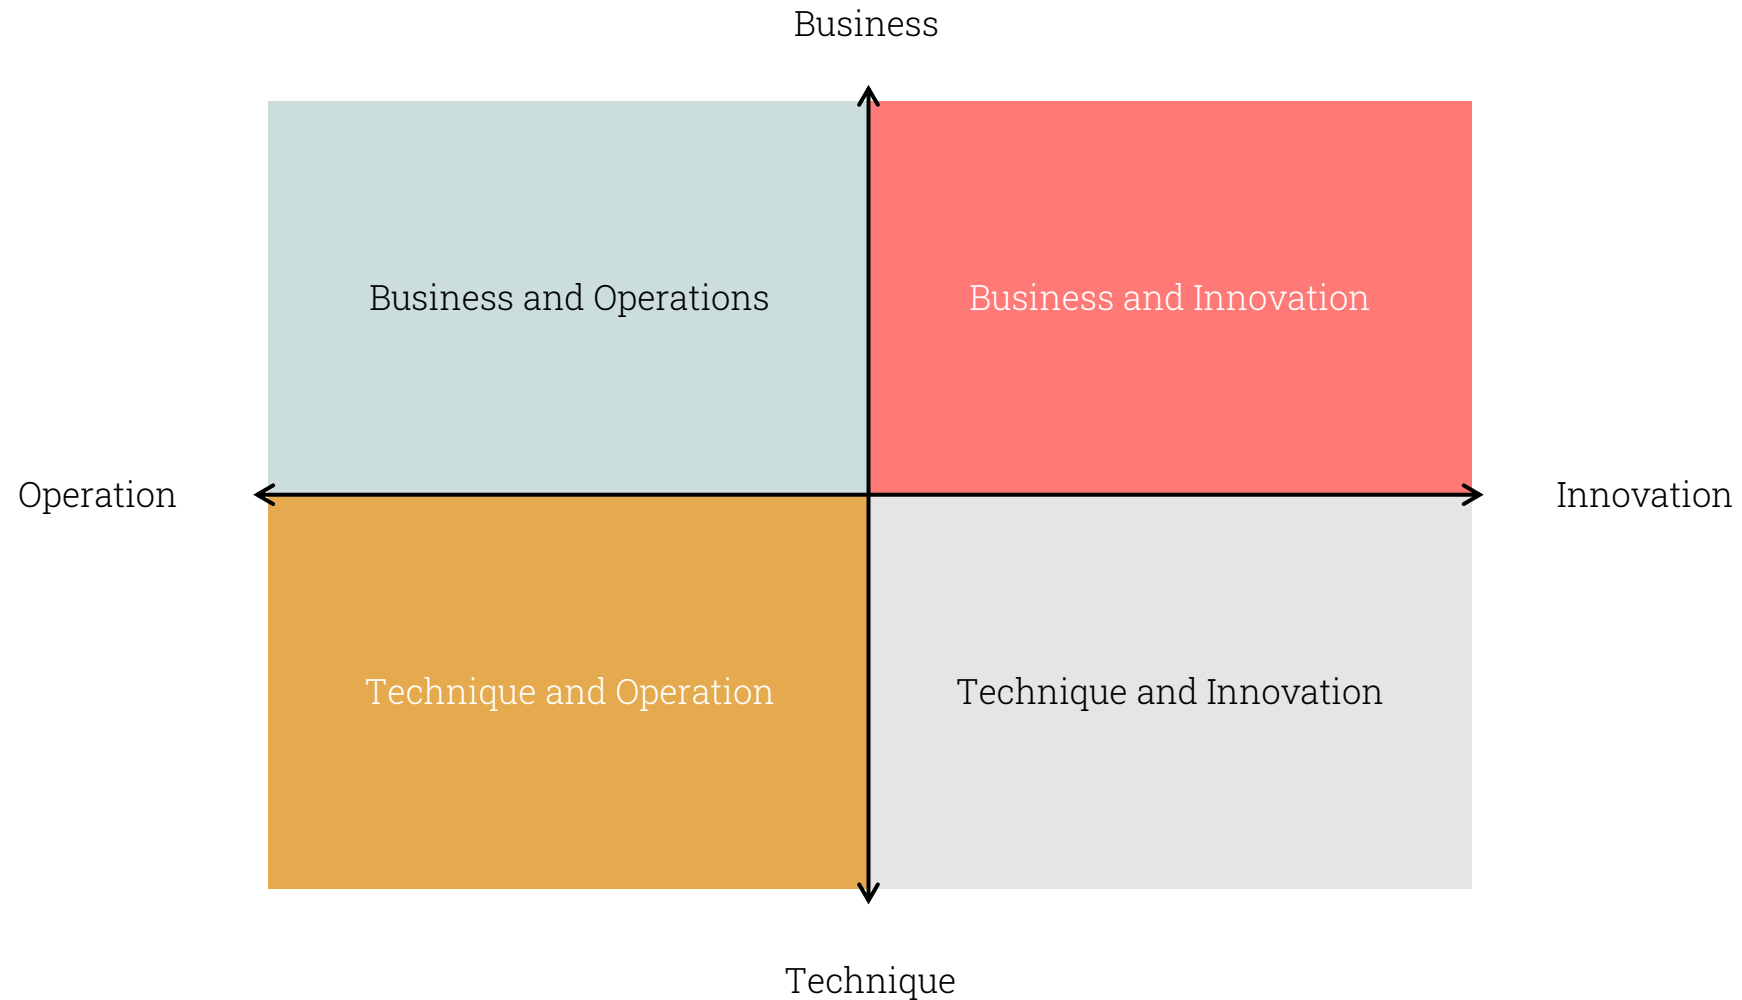 Business
Business and Operations
Business and Innovation
Operation
Innovation
Technique and Operation
Technique and Innovation
Technique